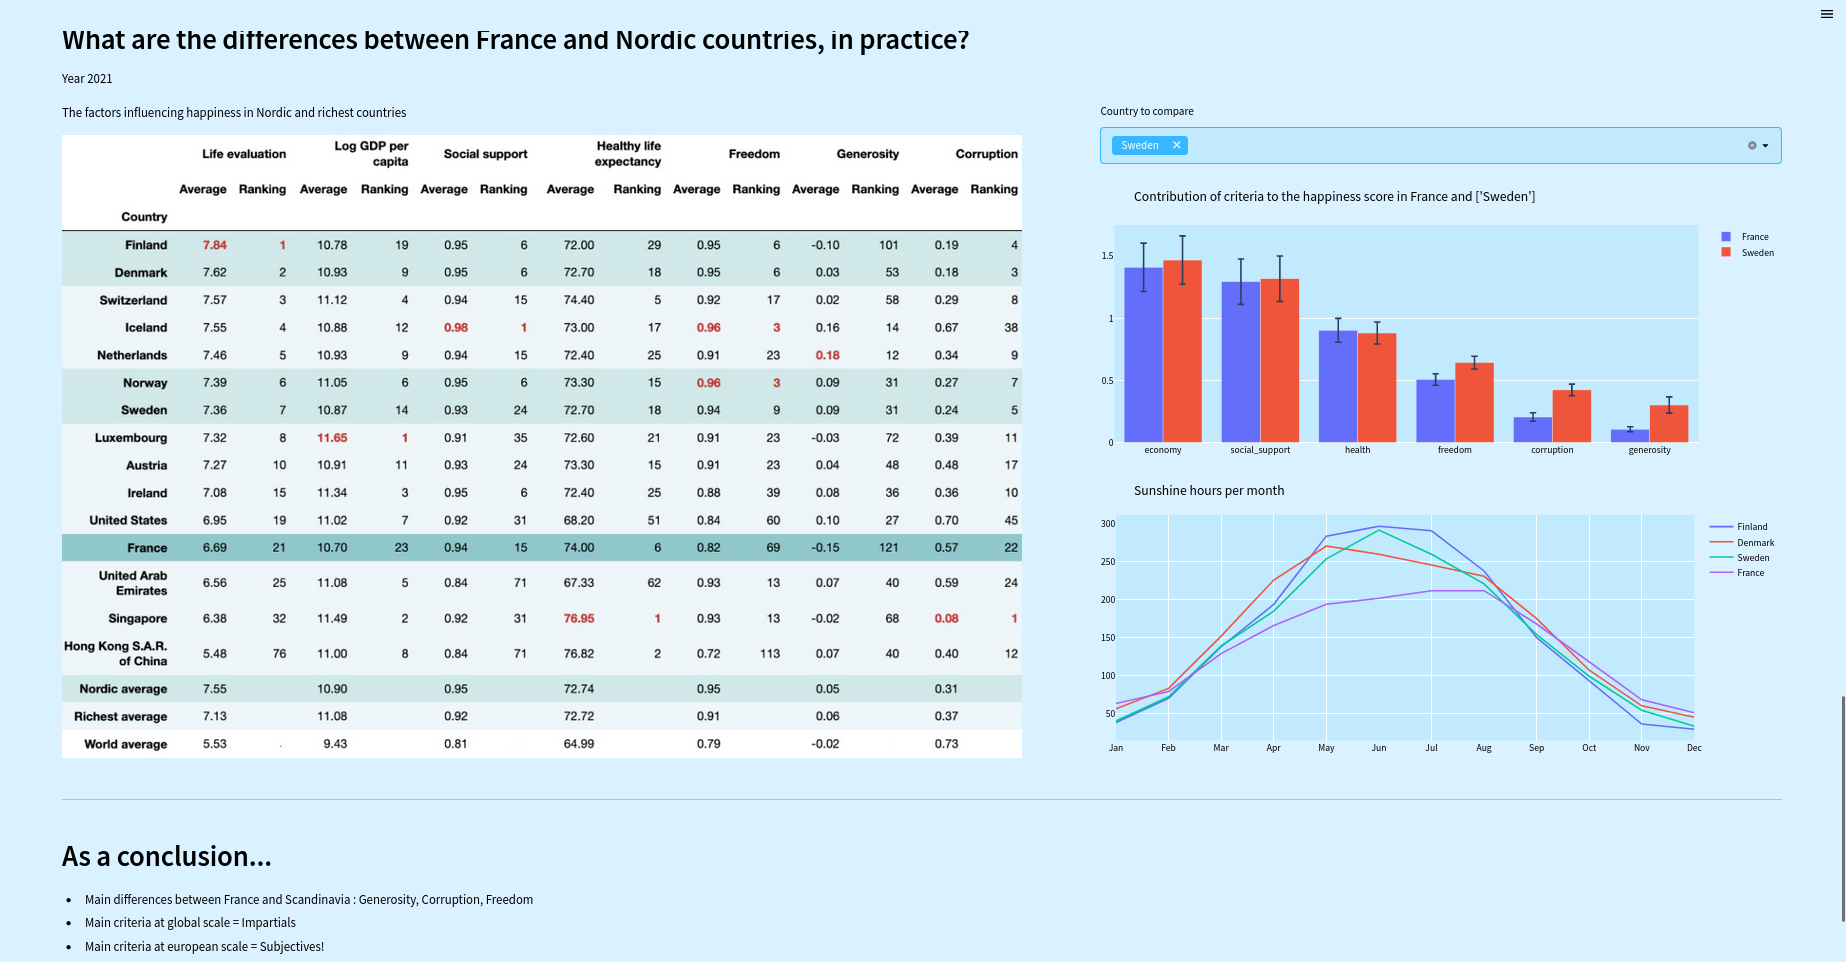 What are the differences between France and Nordic countries, in practice?
Year 2021
The factors influencing happiness in Nordic and richest countries
Life evaluation Log GDP per capita Social support Healthy life expectancy Freedom Generosity Corruption
Average Ranking Average Ranking Average Ranking Average Ranking Average Ranking Average Ranking Average Ranking
Country
Finland 7.84 1 10.78 19 0.95 6 72.00 29 0.95 6 -0.10 101 0.19 4
Denmark 7.62 2 10.93 9 0.95 6 72.70 18 0.95 6 0.03 53 0.18 3
Switzerland 7.57 3 11.12 4 0.94 15 74.40 5 0.92 17 0.02 58 0.29 8
Iceland 7.55 4 10.88 12 0.98 1 73.00 17 0.96 3 0.16 14 0.67 38
Netherlands 7.46 5 10.93 9 0.94 15 72.40 25 0.91 23 0.18 12 0.34 9
Norway 7.39 6 11.05 6 0.95 6 73.30 15 0.96 3 0.09 31 0.27 7
Sweden 7.36 7 10.87 14 0.93 24 72.70 18 0.94 9 0.09 31 0.24 5
Luxembourg 7.32 8 11.65 1 0.91 35 72.60 21 0.91 23 -0.03 72 0.39 11
Austria 7.27 10 10.91 11 0.93 24 73.30 15 0.91 23 0.04 48 0.48 17
Ireland 7.08 15 11.34 3 0.95 6 72.40 25 0.88 39 0.08 36 0.36 10
United States 6.95 19 11.02 7 0.92 31 68.20 51 0.84 60 0.10 27 0.70 45
France 6.69 21 10.70 23 0.94 15 74.00 6 0.82 69 -0.15 121 0.57 22
United Arab Emirates 6.56 25 11.08 5 0.84 71 67.33 62 0.93 13 0.07 40 0.59 24
Singapore 6.38 32 11.49 2 0.92 31 76.95 1 0.93 13 -0.02 68 0.08 1
Hong Kong S.A.R. of China 5.48 76 11.00 8 0.84 71 76.82 2 0.72 113 0.07 40 0.40 12
Nordic average 7.55 10.90 0.95 72.74 0.95 0.05 0.31
Richest average 7.13 11.08 0.92 72.72 0.91 0.06 0.37
World average 5.53 9.43 0.81 64.99 0.79 -0.02 0.73
Country to compare
Sweden
Contribution of criteria to the happiness score in France and ['Sweden']
1.5
1
0.5
0
economy social_support health freedom corruption generosity
France
Sweden
Sunshine hours per month
300
250
200
150
100
50
Jan Feb Mar Apr May Jun Jul Aug Sep Oct Nov Dec
Finland
Denmark
Sweden
France
As a conclusion...
• Main differences between France and Scandinavia : Generosity, Corruption, Freedom
• Main criteria at global scale = Impartials
• Main criteria at european scale = Subjectives!